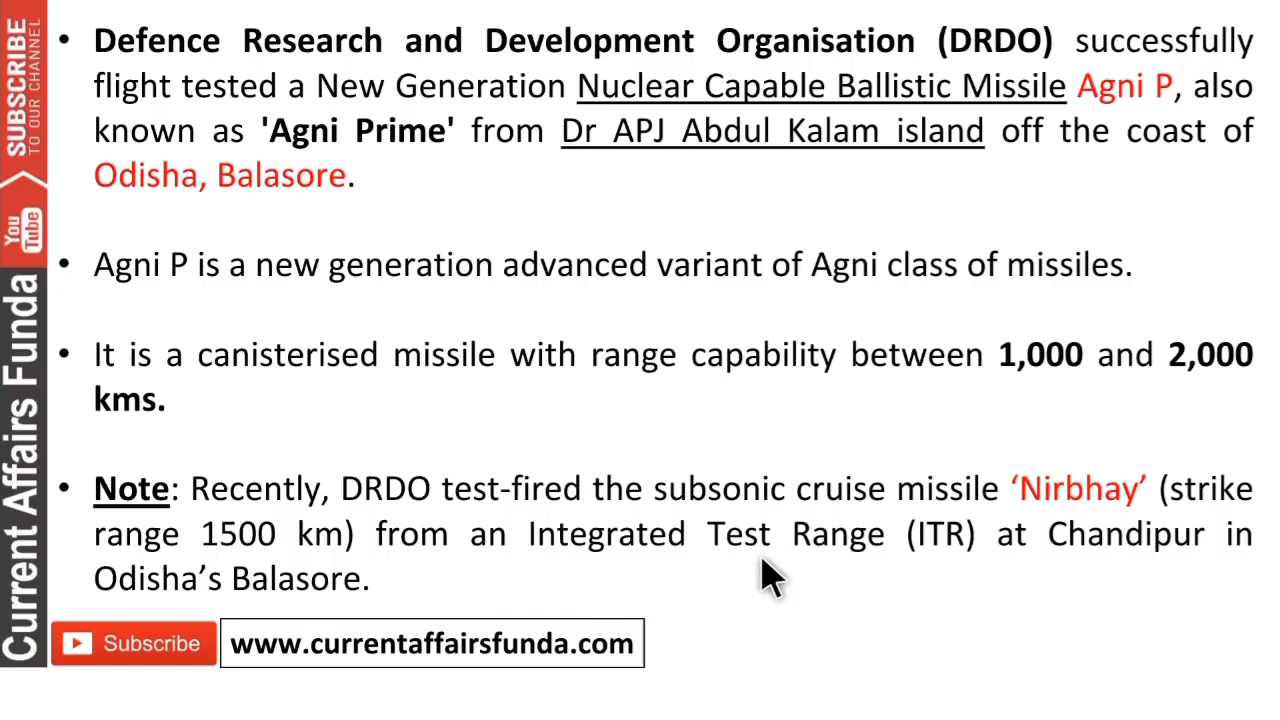 SUBSCRIBE
TO OUR CHANNEL
You
Tube
Current Affairs Funda
• Defence Research and Development Organisation (DRDO) successfully
flight tested a New Generation Nuclear Capable Ballistic Missile Agni P, also
known as 'Agni Prime' from Dr APJ Abdul Kalam island off the coast of
Odisha, Balasore.
• Agni P is a new generation advanced variant of Agni class of missiles.
• It is a canisterised missile with range capability between 1,000 and 2,000
kms.
• Note: Recently, DRDO test-fired the subsonic cruise missile ‘Nirbhay’ (strike
range 1500 km) from an Integrated Test Range (ITR) at Chandipur in
Odisha’s Balasore.
Subscribe
www.currentaffairsfunda.com